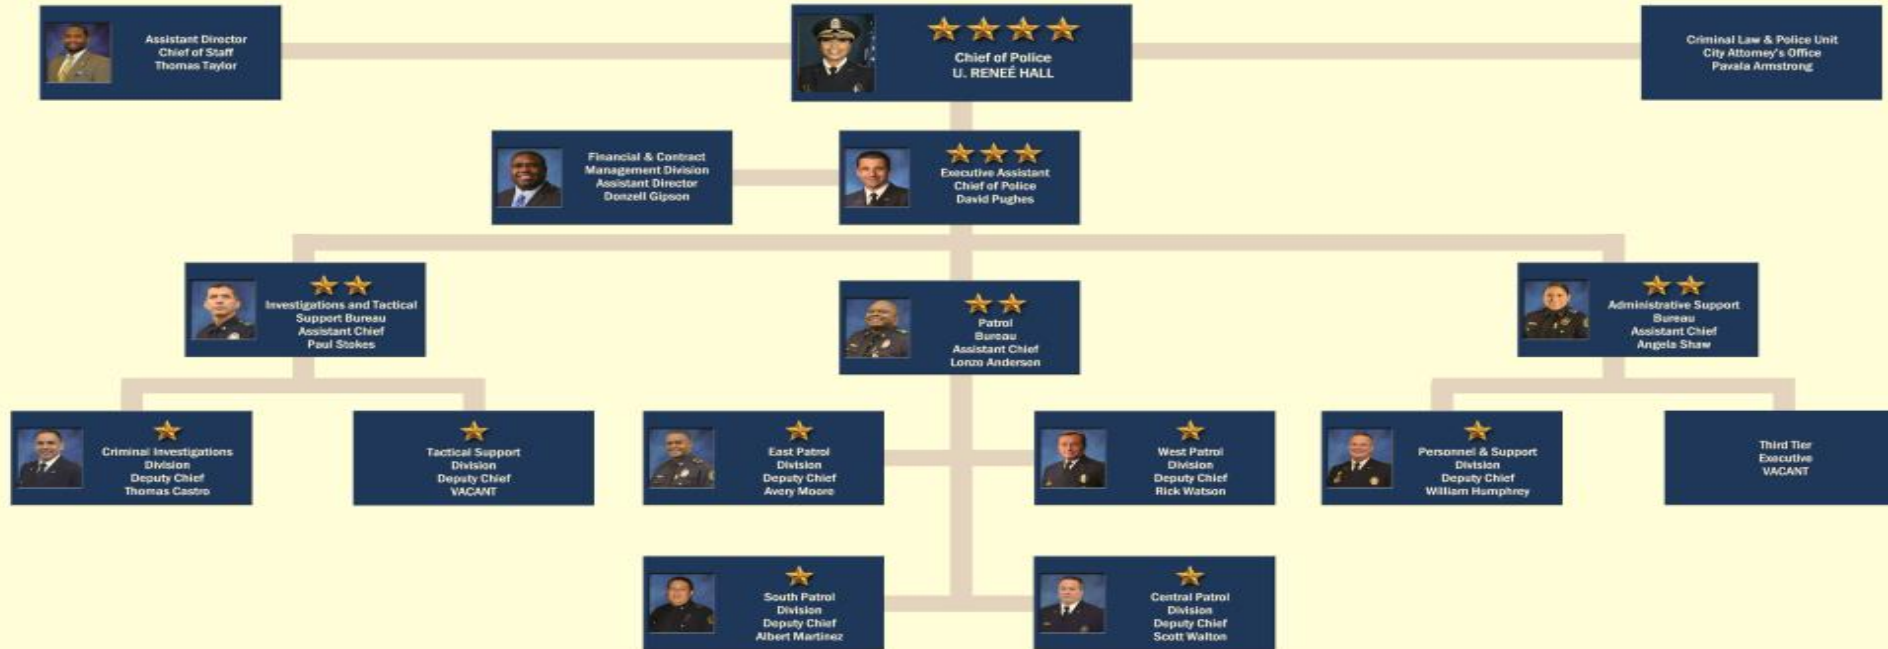 Assistant Director
Chief of Staff
Thomas Taylor
Chief of Police
U. RENEÉ HALL
Criminal Law & Police Unit
City Attorney's Office
Pavala Armstrong
Financial & Contract
Management Division
Assistant Director
Donzell Gipson
Executive Assistant
Chief of Police
David Pughes
Investigations and Tactical
Support Bureau
Assistant Chief
Paul Stokes
Patrol
Bureau
Assistant Chief
Lonzo Anderson
Administrative Support
Bureau
Assistant Chief
Angela Shaw
Criminal Investigations
Division
Deputy Chief
Thomas Castro
Tactical Support
Division
Deputy Chief
VACANT
East Patrol
Division
Deputy Chief
Avery Moore
West Patrol
Division
Deputy Chief
Rick Watson
Personnel & Support
Division
Deputy Chief
William Humphrey
Third Tier
Executive
VACANT
South Patrol
Division
Deputy Chief
Albert Martinez
Central Patrol
Division
Deputy Chief
Scott Walton